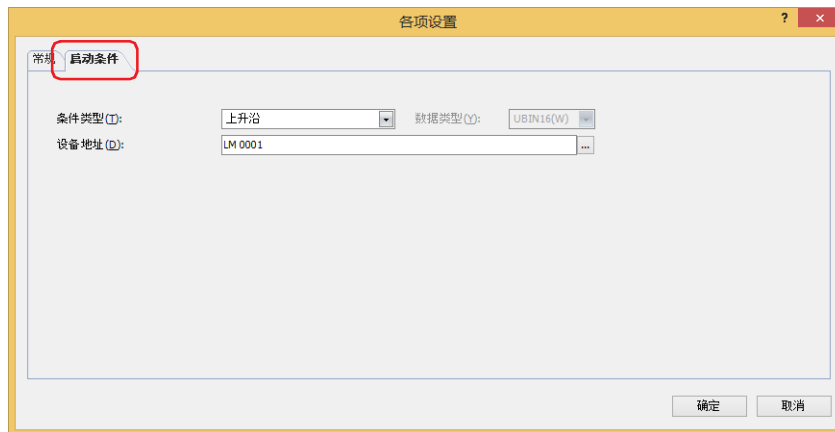 各项设置
?
×
常规 启动条件
条件类型(T): 上升沿 数据类型(Y): UBIN16(W)
设备地址(D): LM 0001 ...
确定 取消